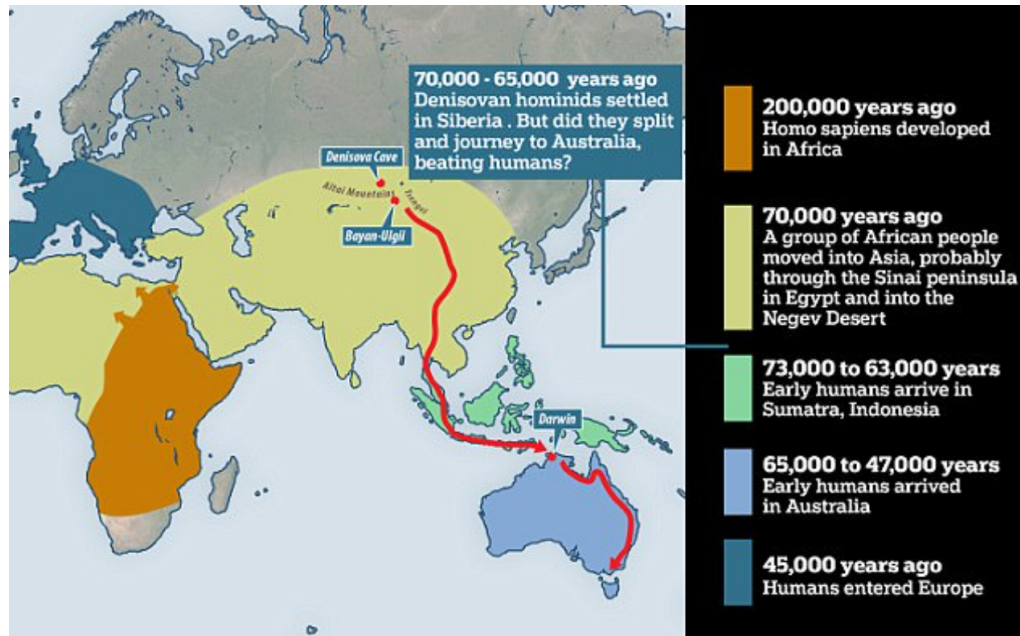 70,000 - 65,000 years ago
Denisovan hominids settled
in Siberia . But did they split
and journey to Australia,
beating humans?
Denisova Cave
Altai Mountains
Bayan-Ulgii
Darwin
200,000 years ago
Homo sapiens developed
in Africa
70,000 years ago
A group of African people
moved into Asia, probably
through the Sinai peninsula
in Egypt and into the
Negev Desert
73,000 to 63,000 years
Early humans arrive in
Sumatra, Indonesia
65,000 to 47,000 years
Early humans arrived
in Australia
45,000 years ago
Humans entered Europe